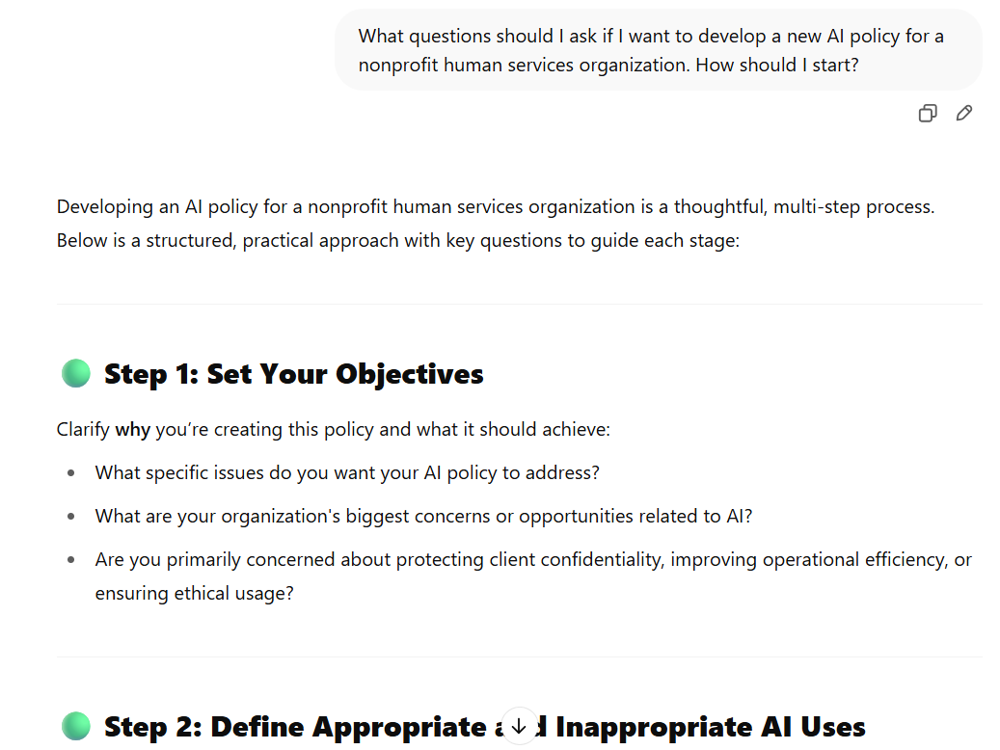 What questions should I ask if I want to develop a new AI policy for a
nonprofit human services organization. How should I start?
Developing an AI policy for a nonprofit human services organization is a thoughtful, multi-step process.
Below is a structured, practical approach with key questions to guide each stage:
Step 1: Set Your Objectives
Clarify why you’re creating this policy and what it should achieve:
• What specific issues do you want your AI policy to address?
• What are your organization's biggest concerns or opportunities related to AI?
• Are you primarily concerned about protecting client confidentiality, improving operational efficiency, or
ensuring ethical usage?
Step 2: Define Appropriate and Inappropriate AI Uses